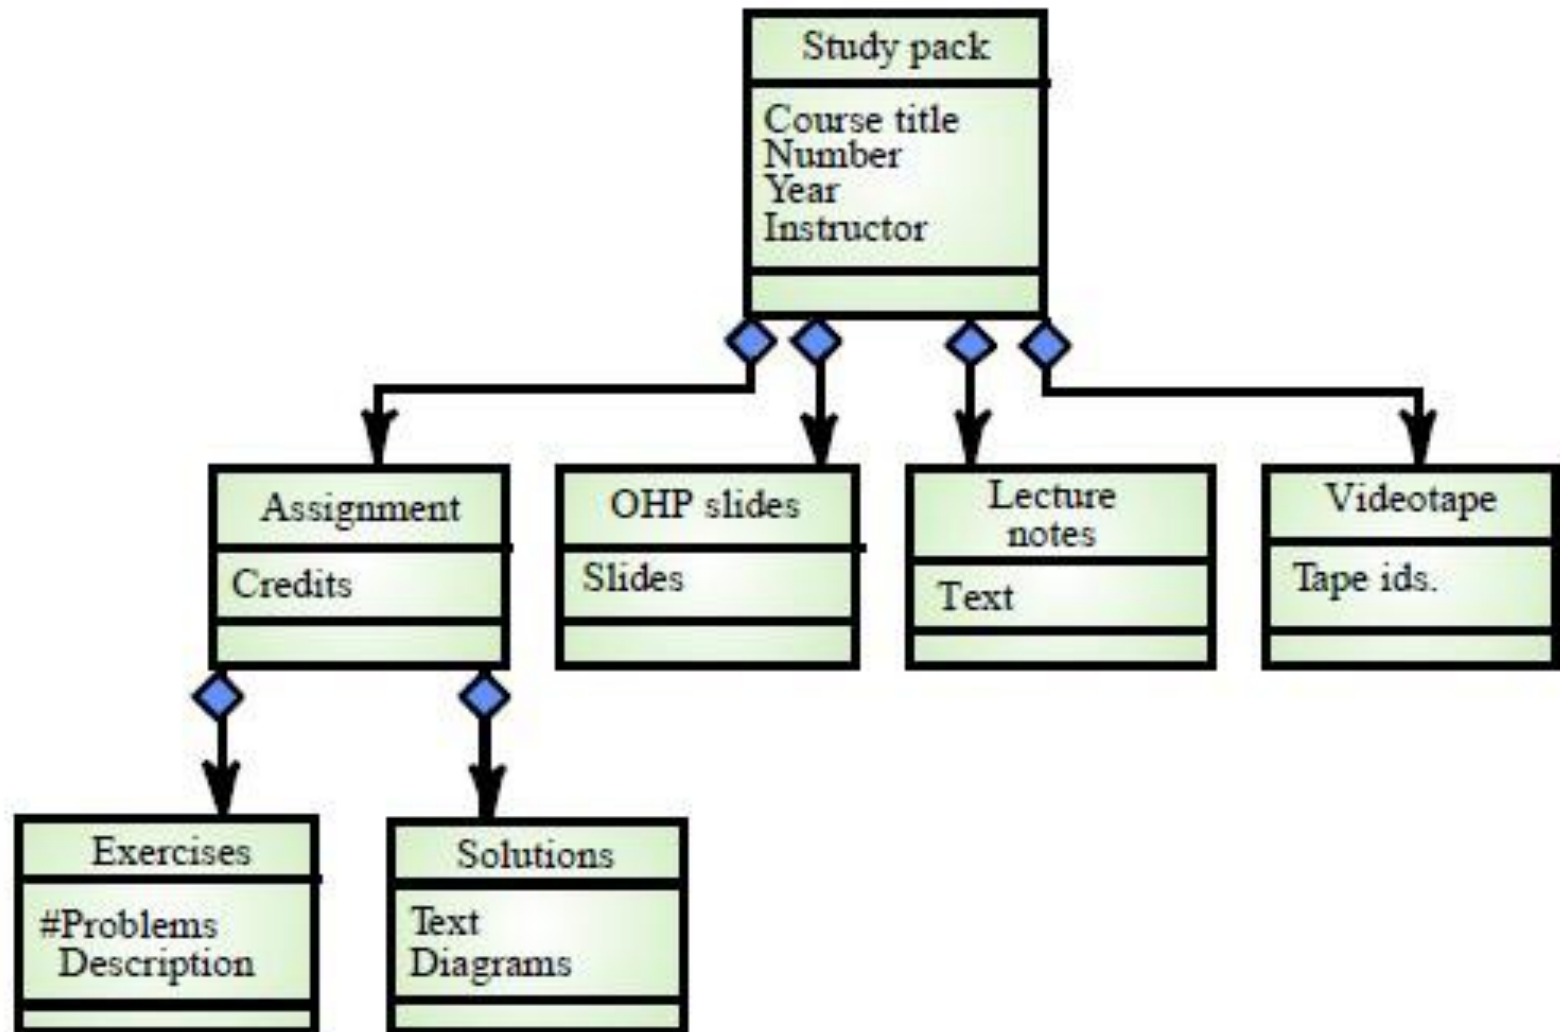 Study pack
Course title
Number
Year
Instructor
Assignment
Credits
OHP slides
Slides
Lecture
notes
Text
Videotape
Tape ids.
Exercises
#Problems
Description
Solutions
Text
Diagrams